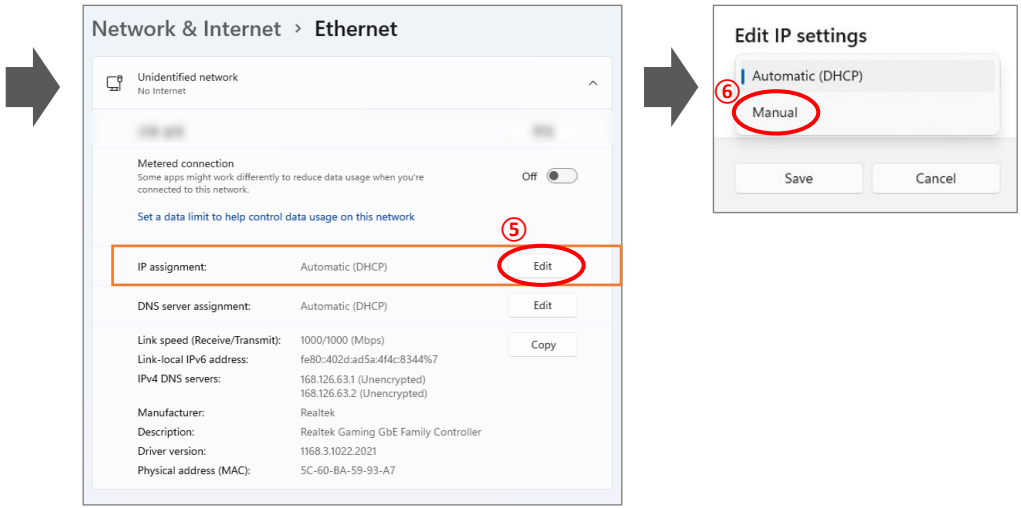 Network & Internet > Ethernet
Unidentified network
No Internet
Metered connection
Some apps might work differently to reduce data usage when you're
connected to this network.
Off
Set a data limit to help control data usage on this network
⑤
IP assignment: Automatic (DHCP) Edit
DNS server assignment: Automatic (DHCP) Edit
Link speed (Receive/Transmit): 1000/1000 (Mbps) Copy
Link-local IPv6 address: fe80::402d:ad5a:4f4c:8344%7
IPv4 DNS servers: 168.126.63.1 (Unencrypted)
168.126.63.2 (Unencrypted)
Manufacturer: Realtek
Description: Realtek Gaming GbE Family Controller
Driver version: 1168.3.1022.2021
Physical address (MAC): 5C-60-BA-59-93-A7
Edit IP settings
Automatic (DHCP)
⑥
Manual
Save Cancel